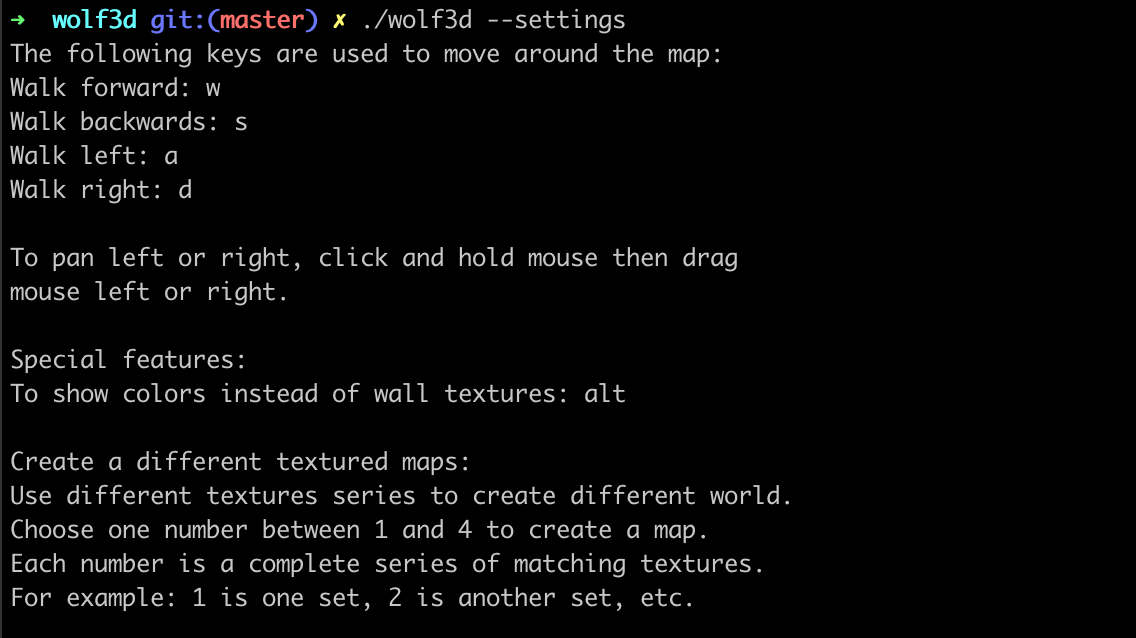 ➜ wolf3d git:(master) ✗ ./wolf3d --settings
The following keys are used to move around the map:
Walk forward: w
Walk backwards: s
Walk left: a
Walk right: d
To pan left or right, click and hold mouse then drag
mouse left or right.
Special features:
To show colors instead of wall textures: alt
Create a different textured maps:
Use different textures series to create different world.
Choose one number between 1 and 4 to create a map.
Each number is a complete series of matching textures.
For example: 1 is one set, 2 is another set, etc.